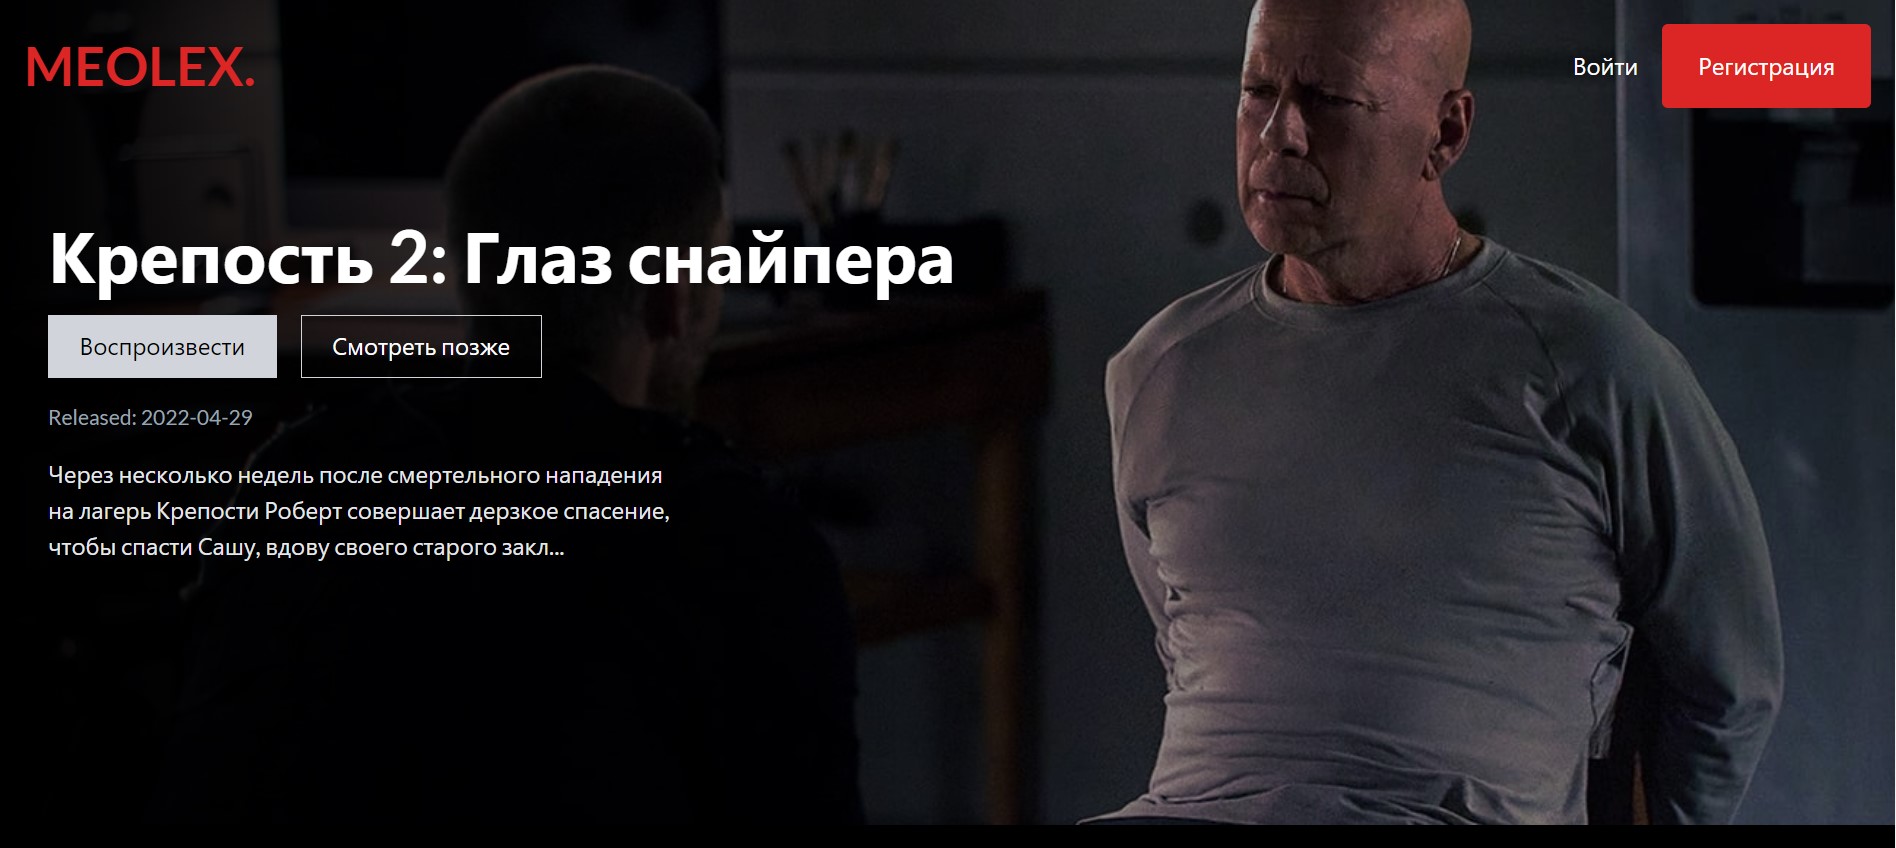 MEOLEX.
Войти
Регистрация
Крепость 2: Глаз снайпера
Воспроизвести
Смотреть позже
Released: 2022-04-29
Через несколько недель после смертельного нападения
на лагерь Крепости Роберт совершает дерзкое спасение,
чтобы спасти Сашу, вдову своего старого закл...